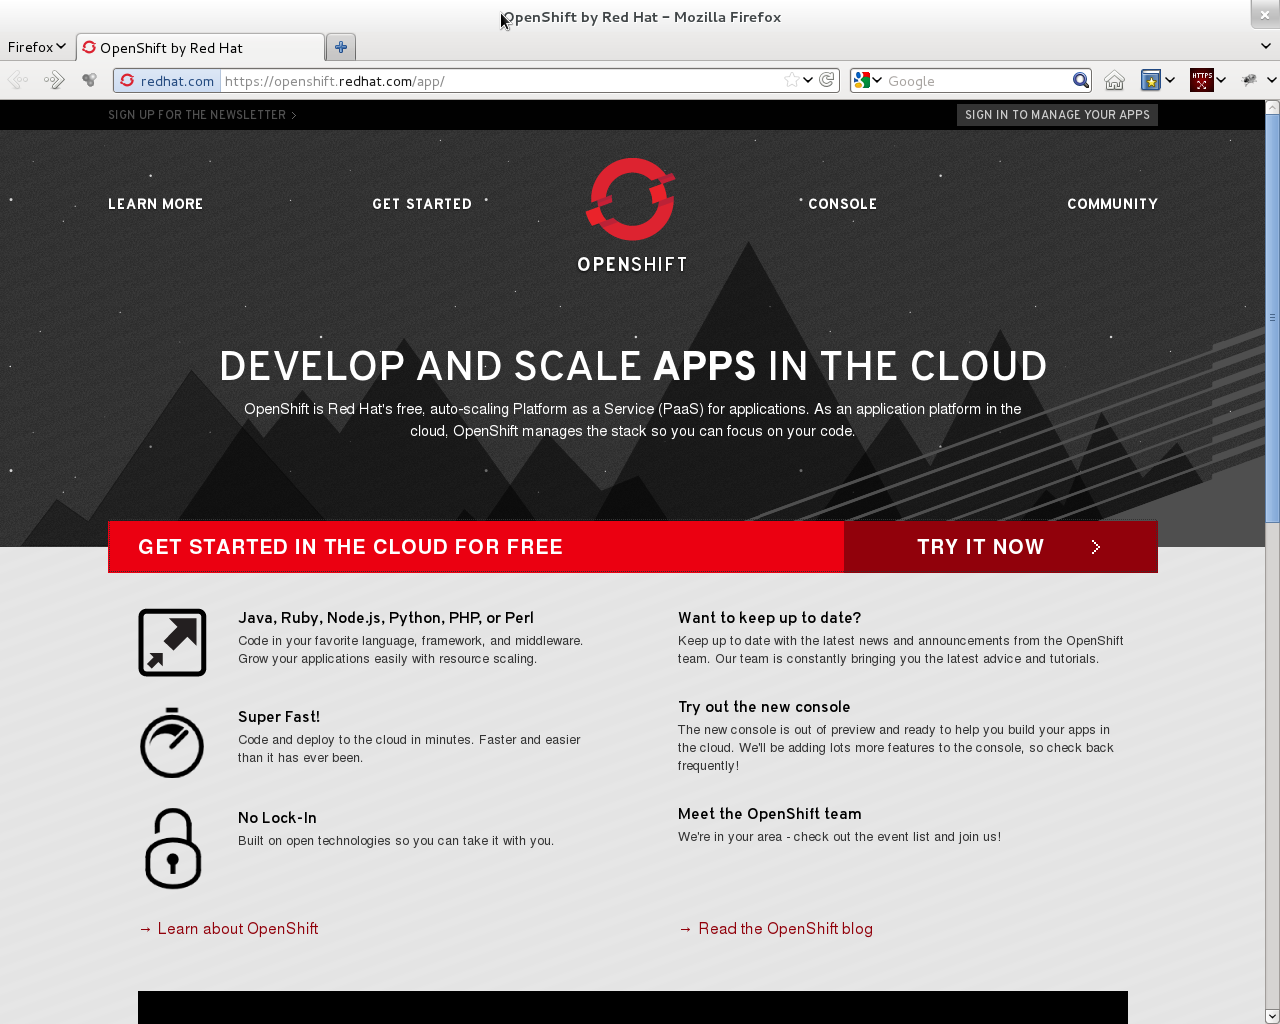 OpenShift by Red Hat – Mozilla Firefox
Firefox
OpenShift by Red Hat
redhat.com
https://openshift.redhat.com/app/
Google
HTTPS
SIGN UP FOR THE NEWSLETTER
SIGN IN TO MANAGE YOUR APPS
LEARN MORE
GET STARTED
CONSOLE
COMMUNITY
OPENSHIFT
DEVELOP AND SCALE APPS IN THE CLOUD
OpenShift is Red Hat's free, auto-scaling Platform as a Service (PaaS) for applications. As an application platform in the
cloud, OpenShift manages the stack so you can focus on your code.
GET STARTED IN THE CLOUD FOR FREE
TRY IT NOW
Java, Ruby, Node.js, Python, PHP, or Perl
Code in your favorite language, framework, and middleware.
Grow your applications easily with resource scaling.
Super Fast!
Code and deploy to the cloud in minutes. Faster and easier
than it has ever been.
No Lock-In
Built on open technologies so you can take it with you.
→ Learn about OpenShift
Want to keep up to date?
Keep up to date with the latest news and announcements from the OpenShift
team. Our team is constantly bringing you the latest advice and tutorials.
Try out the new console
The new console is out of preview and ready to help you build your apps in
the cloud. We'll be adding lots more features to the console, so check back
frequently!
Meet the OpenShift team
We're in your area - check out the event list and join us!
→ Read the OpenShift blog